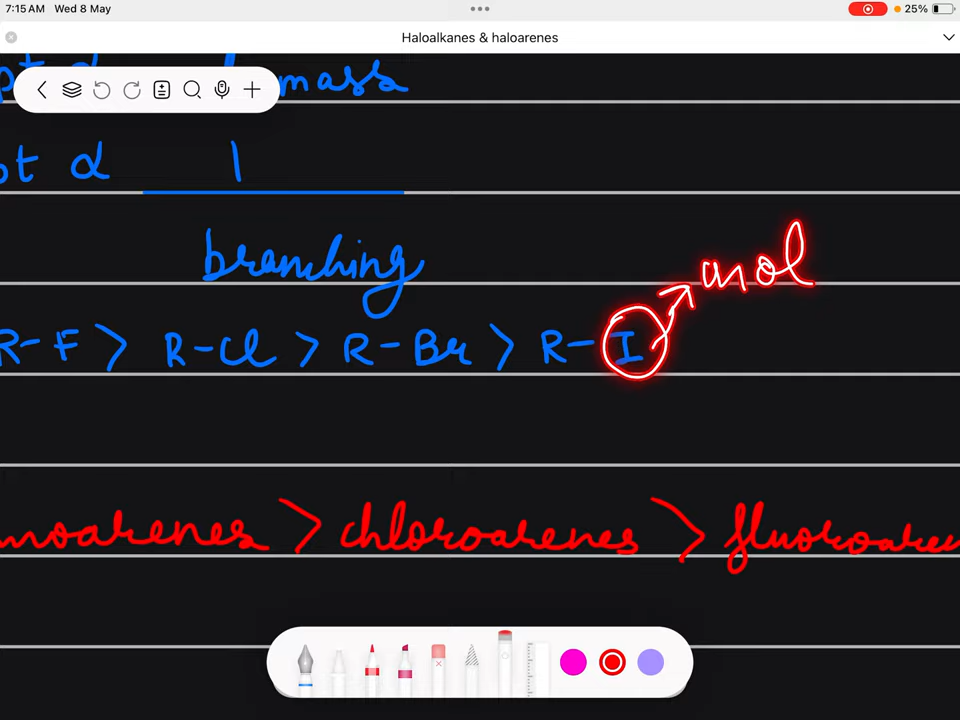 7:15 AM Wed 8 May 25%
Haloalkanes & haloarenes
mass
α 1
branching
mol
R-F > R-Cl > R-Br > R-I
> chloroarenes >